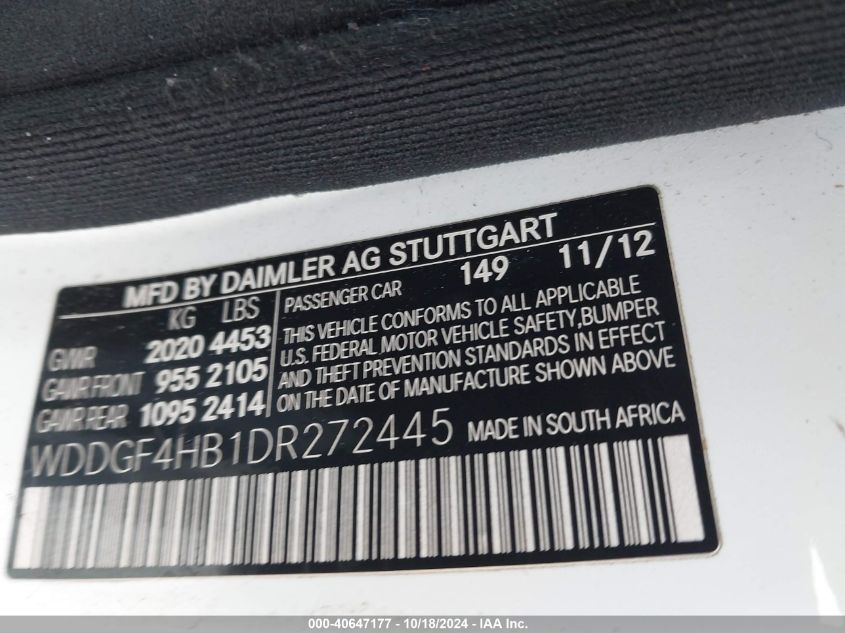 MFD BY DAIMLER AG STUTTGART
KG LBS
GVWR 2020 4453
GAWR FRONT 955 2105
GAWR REAR 1095 2414
PASSENGER CAR 149 11/12
THIS VEHICLE CONFORMS TO ALL APPLICABLE
U.S. FEDERAL MOTOR VEHICLE SAFETY, BUMPER
AND THEFT PREVENTION STANDARDS IN EFFECT
ON THE DATE OF MANUFACTURE SHOWN ABOVE
WDDGF4HB1DR272445 MADE IN SOUTH AFRICA
000-40647177 - 10/18/2024 - IAA Inc.